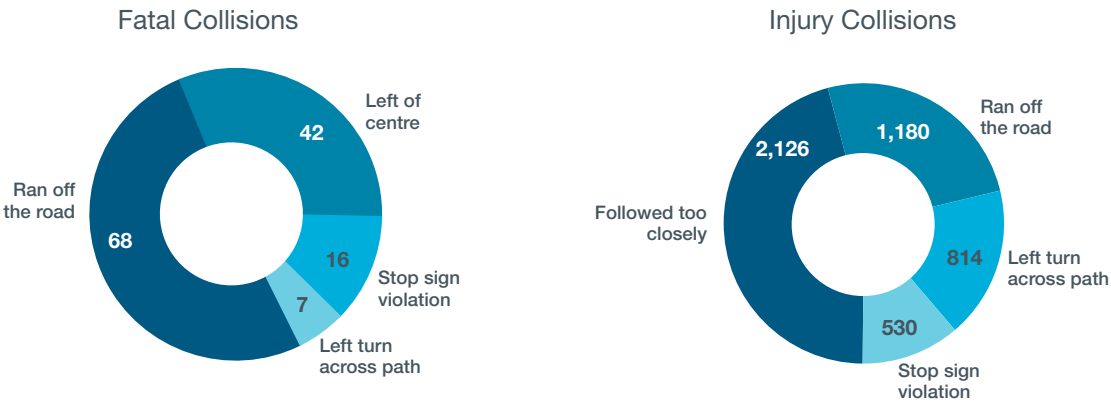 Fatal Collisions
Left of
centre
42
Ran off
the road
68
16
Stop sign
violation
7
Left turn
across path
Injury Collisions
Ran off
the road
1,180
2,126
Followed too
closely
814
Left turn
across path
530
Stop sign
violation